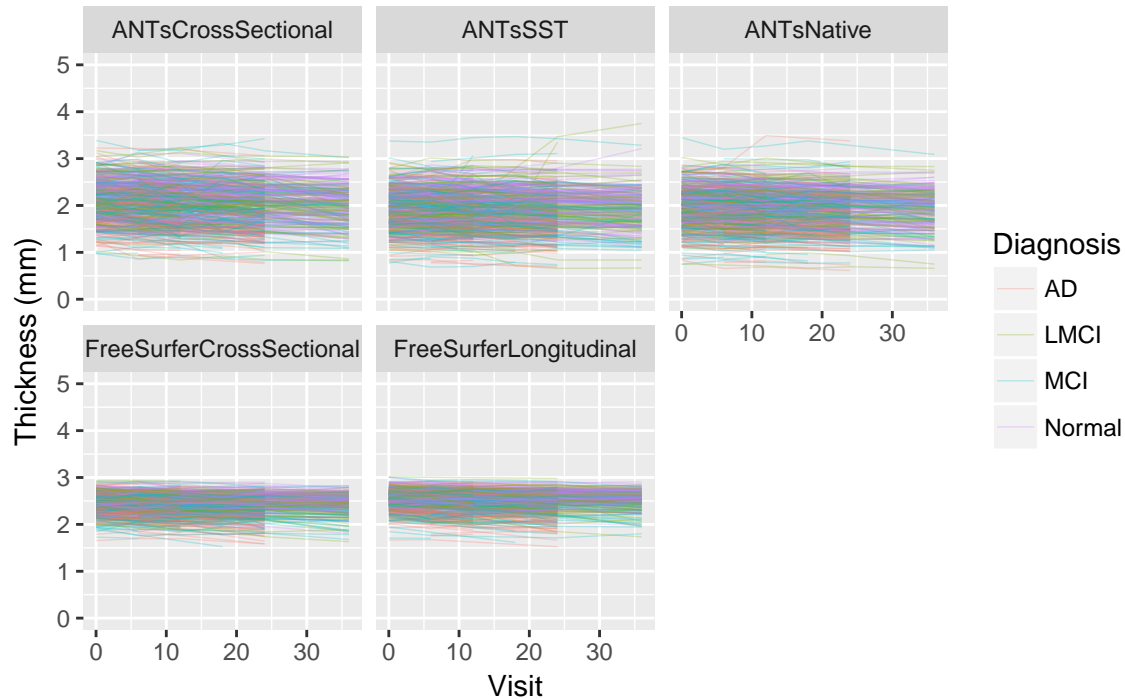 ANTsCrossSectional
ANTsSST
ANTsNative
5
4
3
2
1
0
0 10 20 30
FreeSurferCrossSectional
FreeSurferLongitudinal
5
4
3
2
1
0
0 10 20 30
0 10 20 30
Thickness (mm)
Visit
Diagnosis
AD
LMCI
MCI
Normal